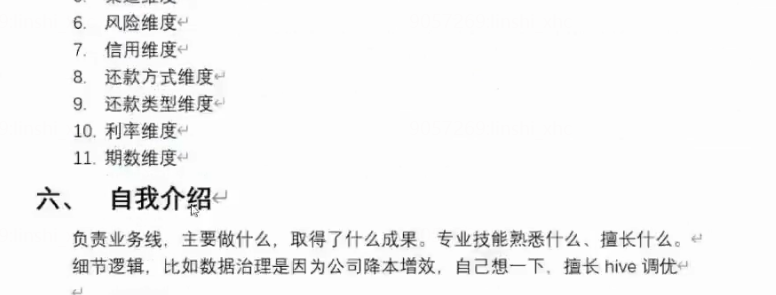 6. 风险维度
7. 信用维度
8. 还款方式维度
9. 还款类型维度
10. 利率维度
11. 期数维度
六、 自我介绍
负责业务线，主要做什么，取得了什么成果。专业技能熟悉什么、擅长什么。
细节逻辑，比如数据治理是因为公司降本增效，自己想一下，擅长 hive 调优